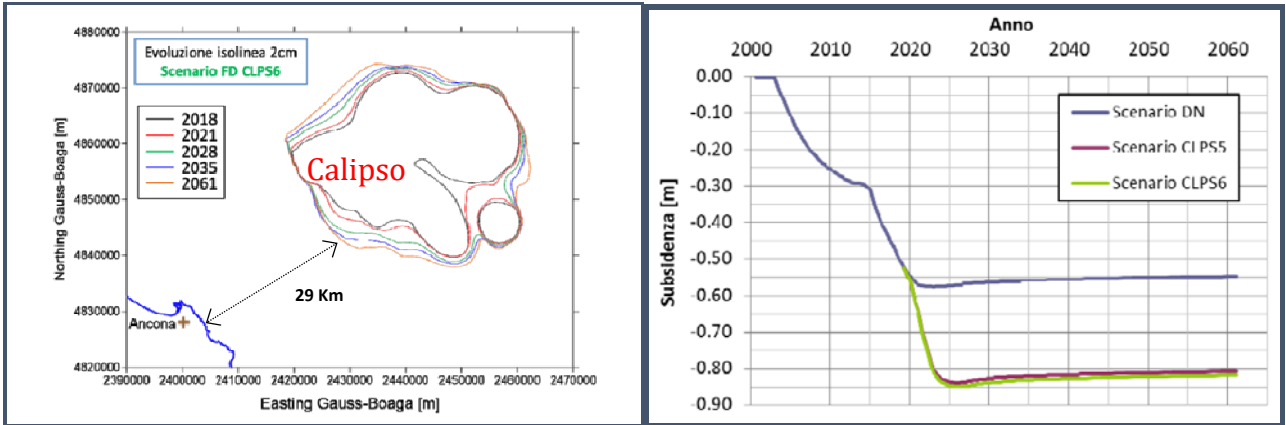 Evoluzione isolinea 2cm
Scenario FD CLPS6
2018
2021
2028
2035
2061
Calipso
29 Km
Ancona
Northing Gauss-Boaga [m]
4880000
4870000
4860000
4850000
4840000
4830000
4820000
2390000 2400000 2410000 2420000 2430000 2440000 2450000 2460000 2470000
Easting Gauss-Boaga [m]
Anno
2000 2010 2020 2030 2040 2050 2060
Subsidenza [m]
0.00
-0.10
-0.20
-0.30
-0.40
-0.50
-0.60
-0.70
-0.80
-0.90
Scenario DN
Scenario CLPS5
Scenario CLPS6